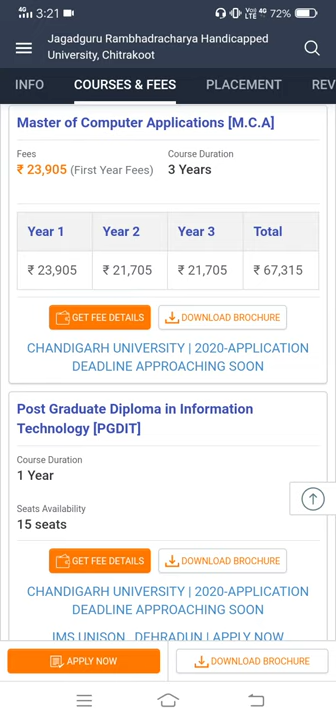 4G 3:21 VoLTE 4G 72%
Jagadguru Rambhadracharya Handicapped
University, Chitrakoot
INFO COURSES & FEES PLACEMENT REV
Master of Computer Applications [M.C.A]
Fees Course Duration
₹ 23,905 (First Year Fees) 3 Years
Year 1 Year 2 Year 3 Total
₹ 23,905 ₹ 21,705 ₹ 21,705 ₹ 67,315
GET FEE DETAILS DOWNLOAD BROCHURE
CHANDIGARH UNIVERSITY | 2020-APPLICATION
DEADLINE APPROACHING SOON
Post Graduate Diploma in Information
Technology [PGDIT]
Course Duration
1 Year
Seats Availability
15 seats
GET FEE DETAILS DOWNLOAD BROCHURE
CHANDIGARH UNIVERSITY | 2020-APPLICATION
DEADLINE APPROACHING SOON
IMS UNISON, DEHRADUN | APPLY NOW
APPLY NOW DOWNLOAD BROCHURE